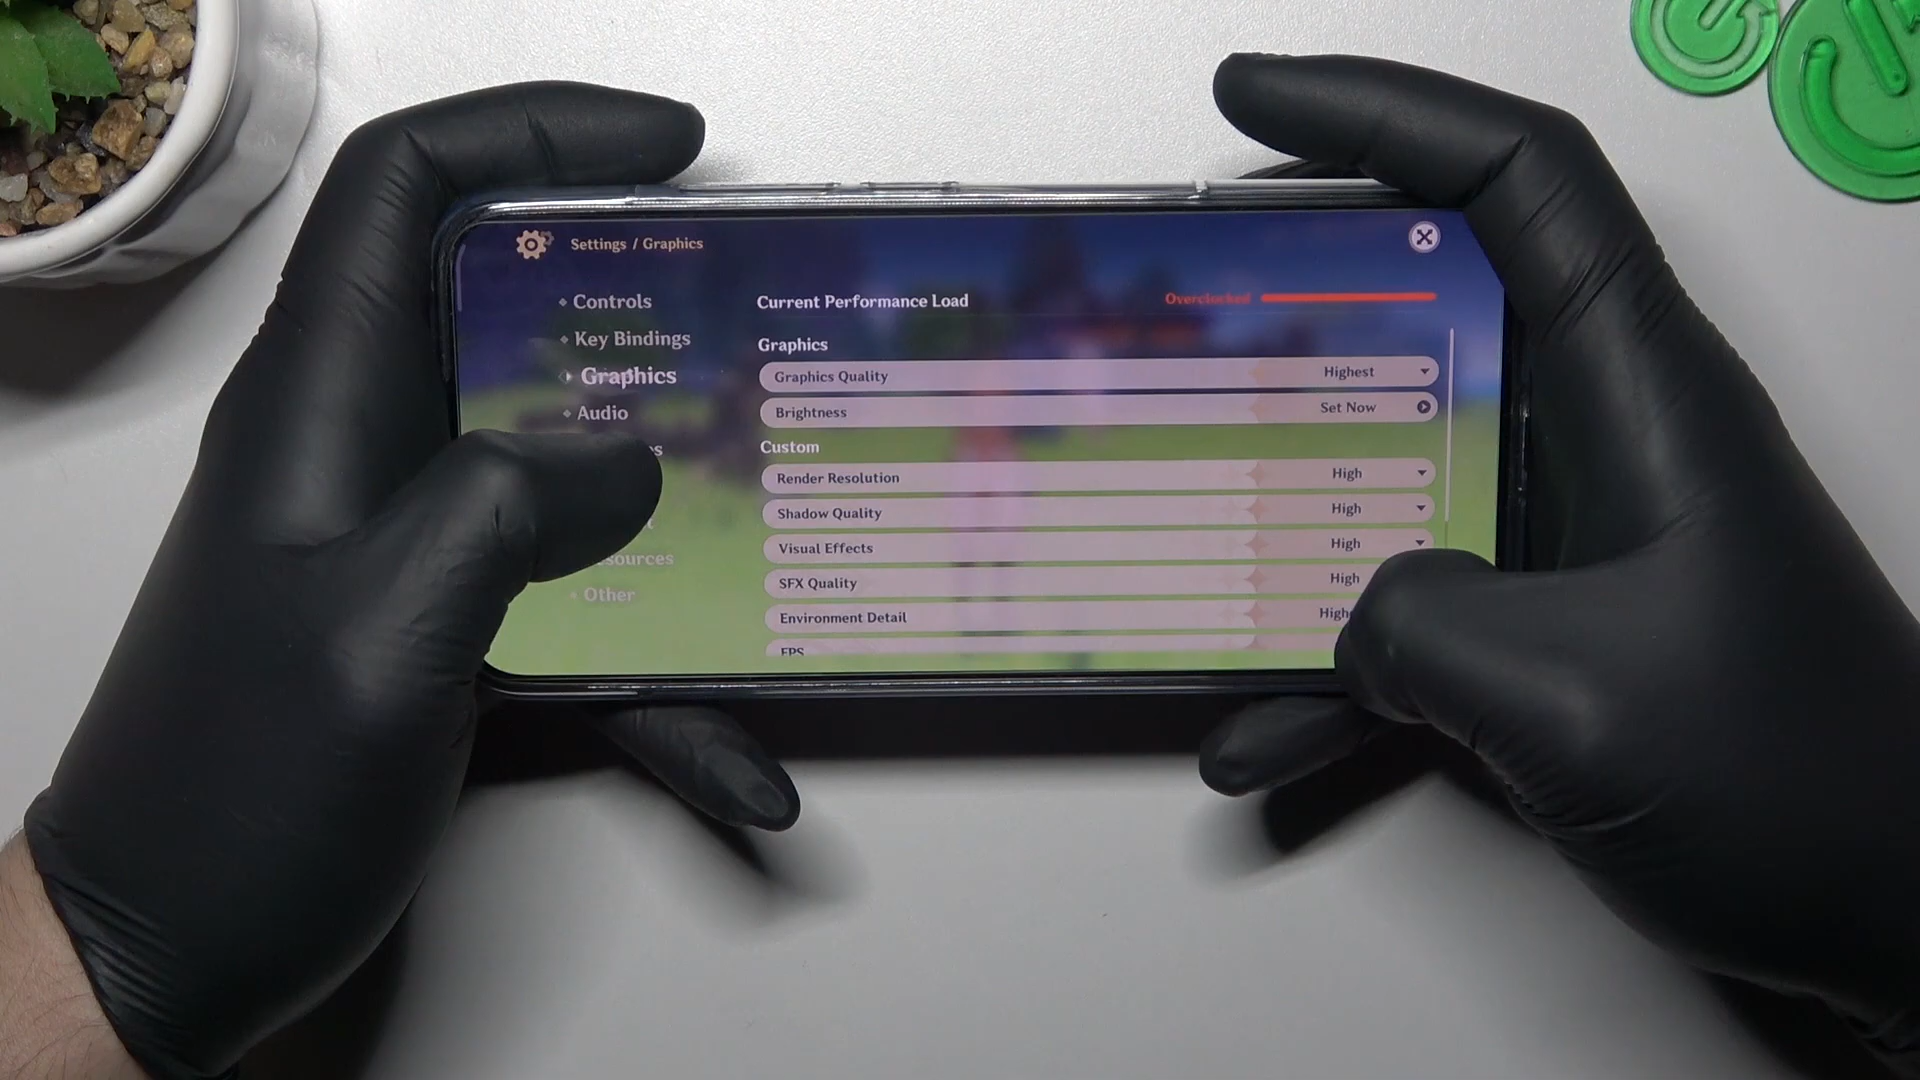 Settings / Graphics
Controls
Key Bindings
Graphics
Audio
Other
Current Performance Load Overclocked
Graphics
Graphics Quality Highest
Brightness Set Now
Custom
Render Resolution High
Shadow Quality High
Visual Effects High
SFX Quality High
Environment Detail
FPS